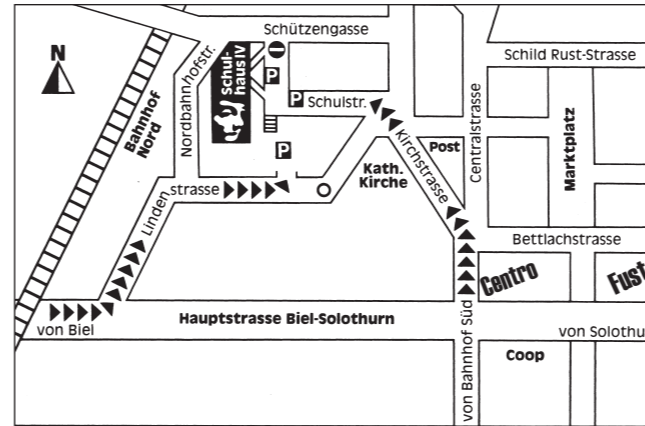 N
Schützengasse
Schild Rust-Strasse
Nordbahnhofstr.
Schul-
haus IV
P
P
Schulstr.
Bahnhof
Nord
Kirchstrasse
Post
Centralstrasse
Marktplatz
P
Kath.
Kirche
Lindenstrasse
Bettlachstrasse
Centro
Fust
Hauptstrasse Biel-Solothurn
von Biel
von Bahnhof Süd
von Solothu
Coop